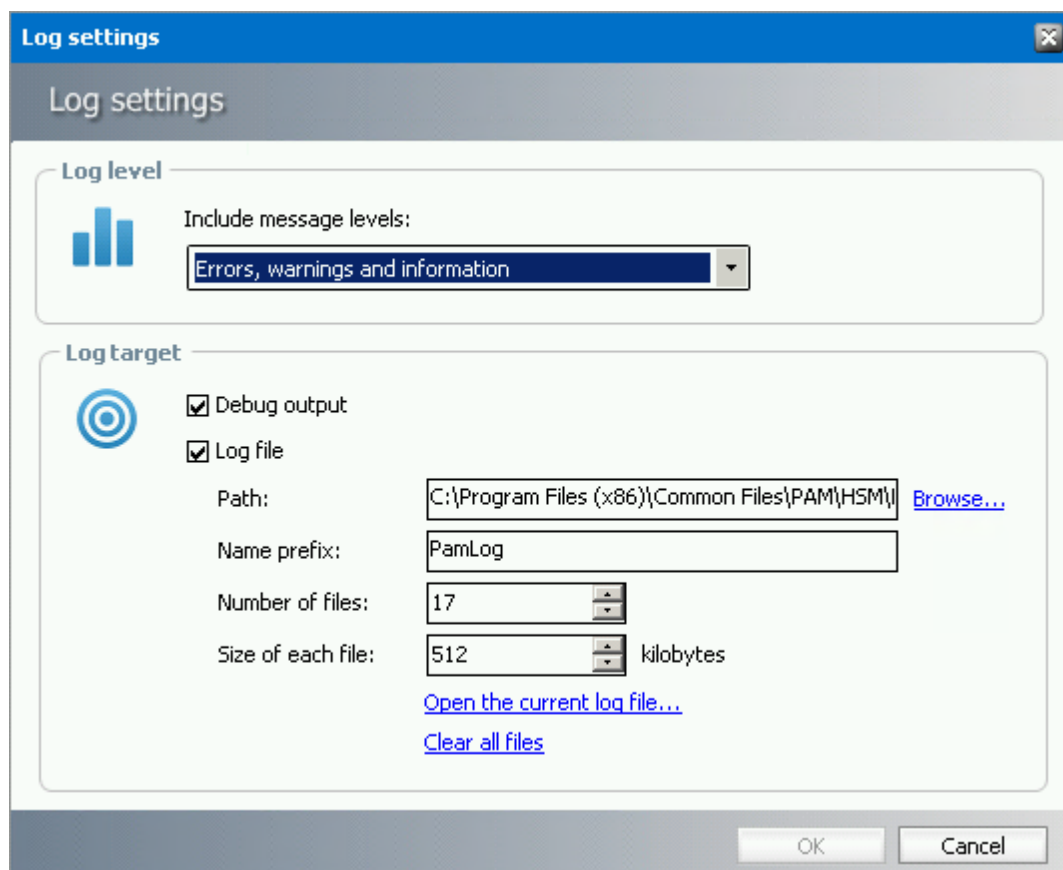 Log settings
Log settings
Log level
Include message levels:
Errors, warnings and information
Log target
Debug output
Log file
Path: C:\Program Files (x86)\Common Files\PAM\HSM\ Browse...
Name prefix: PamLog
Number of files: 17
Size of each file: 512 kilobytes
Open the current log file...
Clear all files
OK Cancel